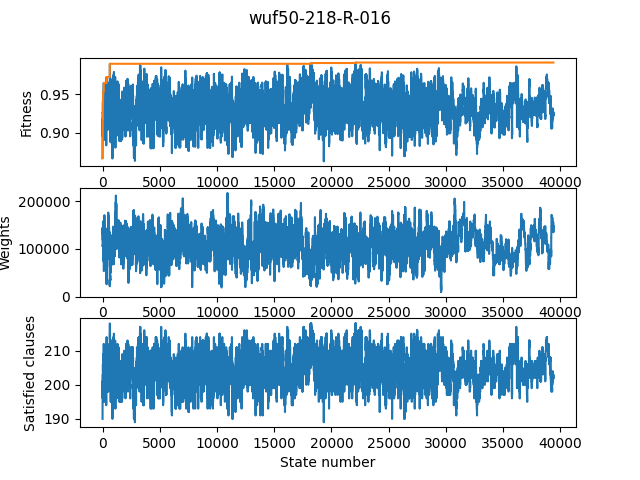 wuf50-218-R-016
Fitness
0.95
0.90
0 5000 10000 15000 20000 25000 30000 35000 40000
Weights
200000
100000
0
0 5000 10000 15000 20000 25000 30000 35000 40000
Satisfied clauses
210
200
190
0 5000 10000 15000 20000 25000 30000 35000 40000
State number